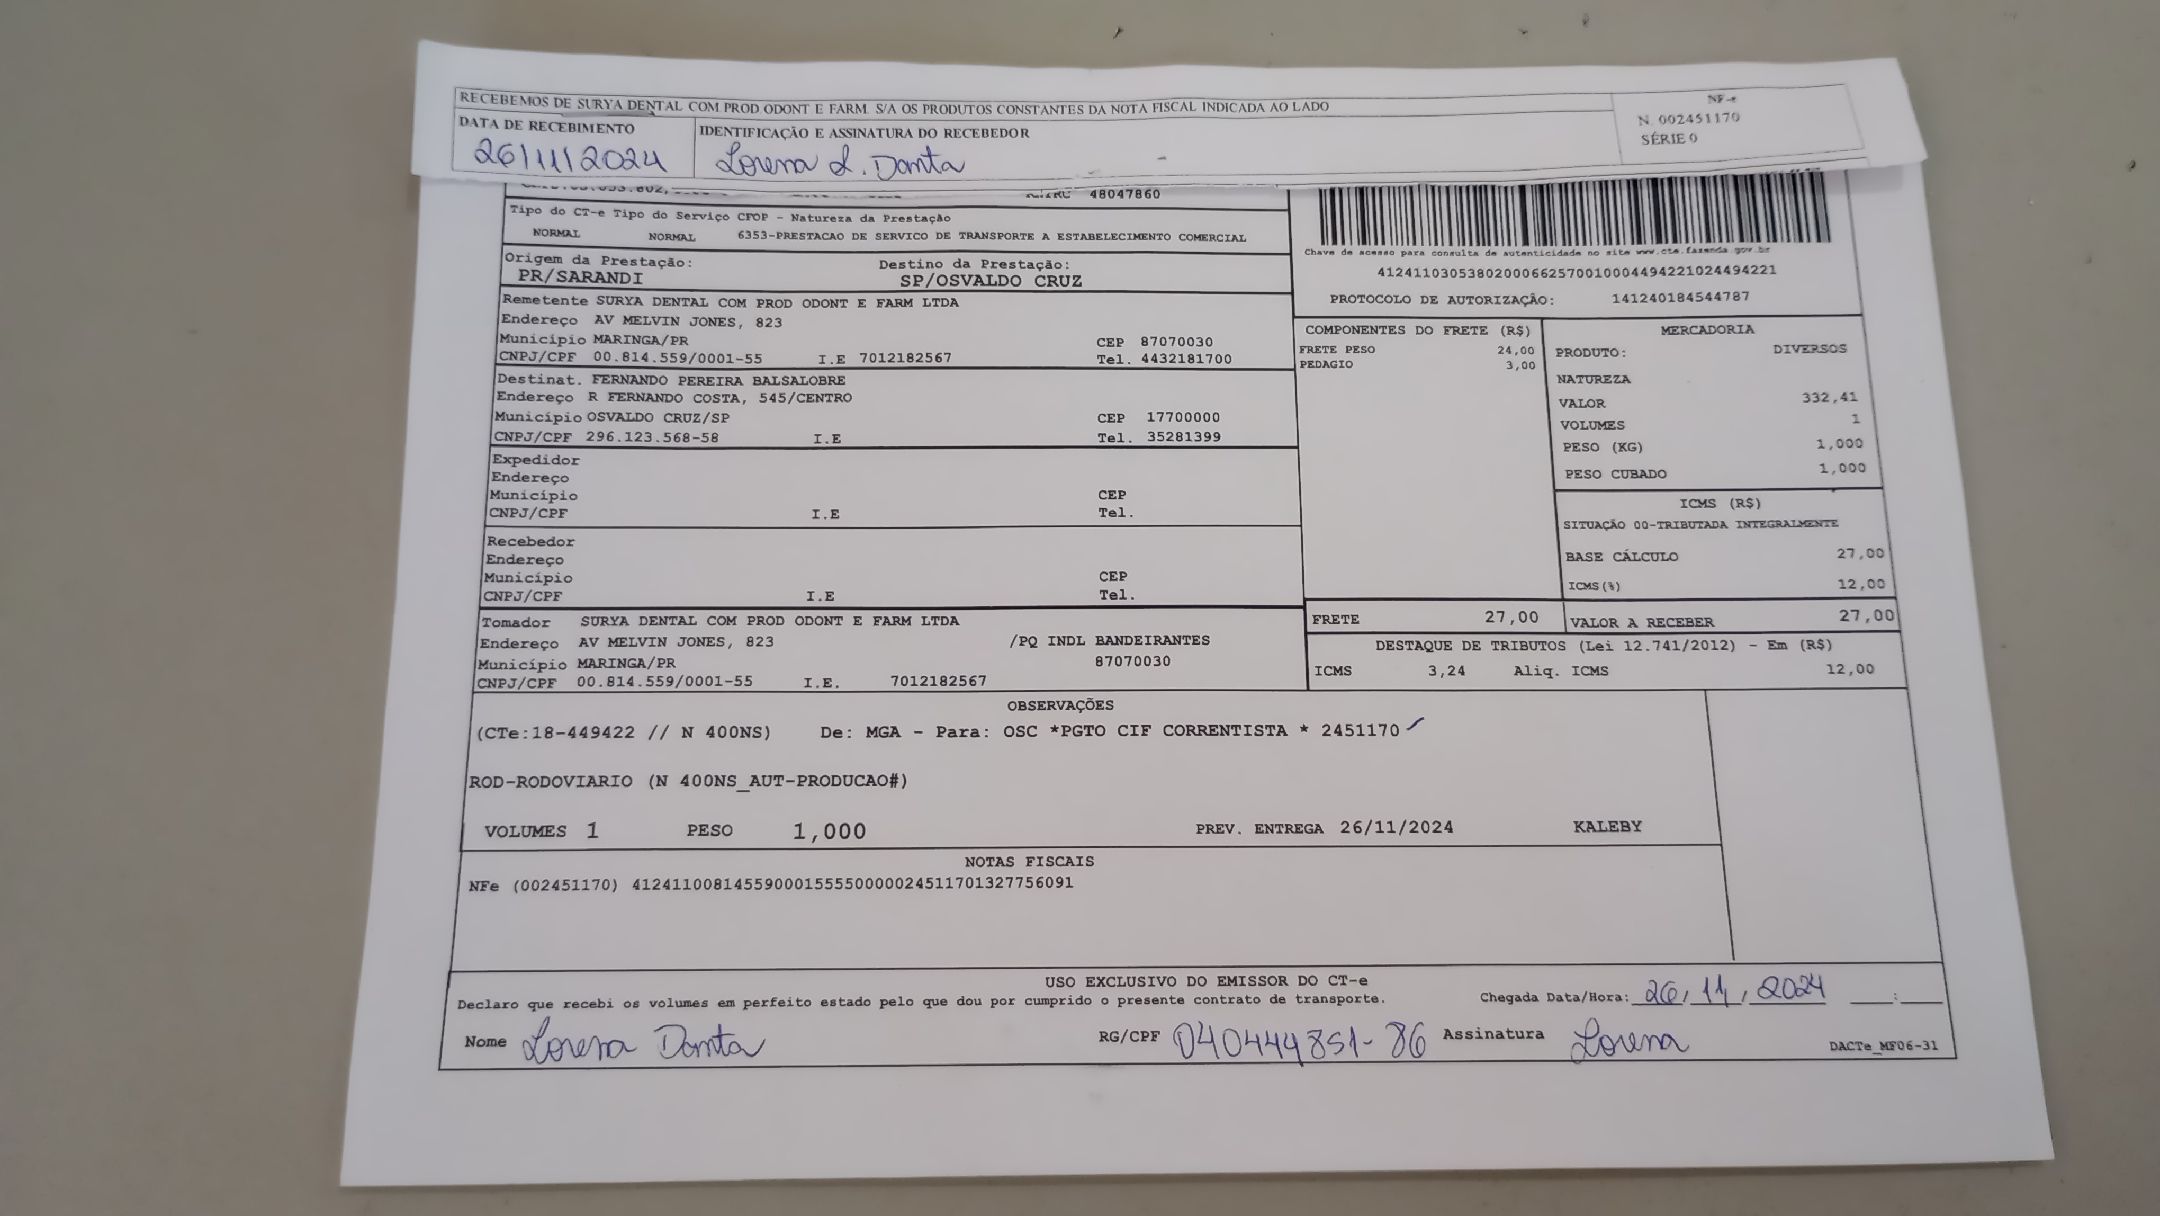 RECEBEMOS DE SURYA DENTAL COM PROD ODONT E FARM. S/A OS PRODUTOS CONSTANTES DA NOTA FISCAL INDICADA AO LADO
NF-e
N. 002451170
SÉRIE 0
DATA DE RECEBIMENTO
26/11/2024
IDENTIFICAÇÃO E ASSINATURA DO RECEBEDOR
Lorena L. Danta
48047860
Tipo do CT-e Tipo do Serviço CFOP - Natureza da Prestação
NORMAL NORMAL 6353-PRESTACAO DE SERVICO DE TRANSPORTE A ESTABELECIMENTO COMERCIAL
Origem da Prestação: Destino da Prestação:
PR/SARANDI SP/OSVALDO CRUZ
Chave de acesso para consulta de autenticidade no site www.cte.fazenda.gov.br
41241103053802000662570010004494221024494221
PROTOCOLO DE AUTORIZAÇÃO: 141240184544787
Remetente SURYA DENTAL COM PROD ODONT E FARM LTDA
Endereço AV MELVIN JONES, 823
Município MARINGA/PR CEP 87070030
CNPJ/CPF 00.814.559/0001-55 I.E 7012182567 Tel. 4432181700
Destinat. FERNANDO PEREIRA BALSALOBRE
Endereço R FERNANDO COSTA, 545/CENTRO
Município OSVALDO CRUZ/SP CEP 17700000
CNPJ/CPF 296.123.568-58 I.E Tel. 35281399
Expedidor
Endereço
Município CEP
CNPJ/CPF I.E Tel.
Recebedor
Endereço
Município CEP
CNPJ/CPF I.E Tel.
Tomador SURYA DENTAL COM PROD ODONT E FARM LTDA
Endereço AV MELVIN JONES, 823 /PQ INDL BANDEIRANTES
Município MARINGA/PR 87070030
CNPJ/CPF 00.814.559/0001-55 I.E. 7012182567
COMPONENTES DO FRETE (R$)
FRETE PESO 24,00
PEDAGIO 3,00
MERCADORIA
PRODUTO: DIVERSOS
NATUREZA
VALOR 332,41
VOLUMES 1
PESO (KG) 1,000
PESO CUBADO 1,000
ICMS (R$)
SITUAÇÃO 00-TRIBUTADA INTEGRALMENTE
BASE CÁLCULO 27,00
ICMS(%) 12,00
FRETE 27,00 VALOR A RECEBER 27,00
DESTAQUE DE TRIBUTOS (Lei 12.741/2012) - Em (R$)
ICMS 3,24 Aliq. ICMS 12,00
OBSERVAÇÕES
(CTe:18-449422 // N 400NS) De: MGA - Para: OSC *PGTO CIF CORRENTISTA * 2451170
ROD-RODOVIARIO (N 400NS_AUT-PRODUCAO#)
VOLUMES 1 PESO 1,000 PREV. ENTREGA 26/11/2024 KALEBY
NOTAS FISCAIS
NFe (002451170) 41241100814559000155550000024511701327756091
USO EXCLUSIVO DO EMISSOR DO CT-e
Declaro que recebi os volumes em perfeito estado pelo que dou por cumprido o presente contrato de transporte. Chegada Data/Hora: 26/11/2024 ___:___
Nome Lorena Danta RG/CPF 040444851-86 Assinatura Lorena
DACTe_MF06-31